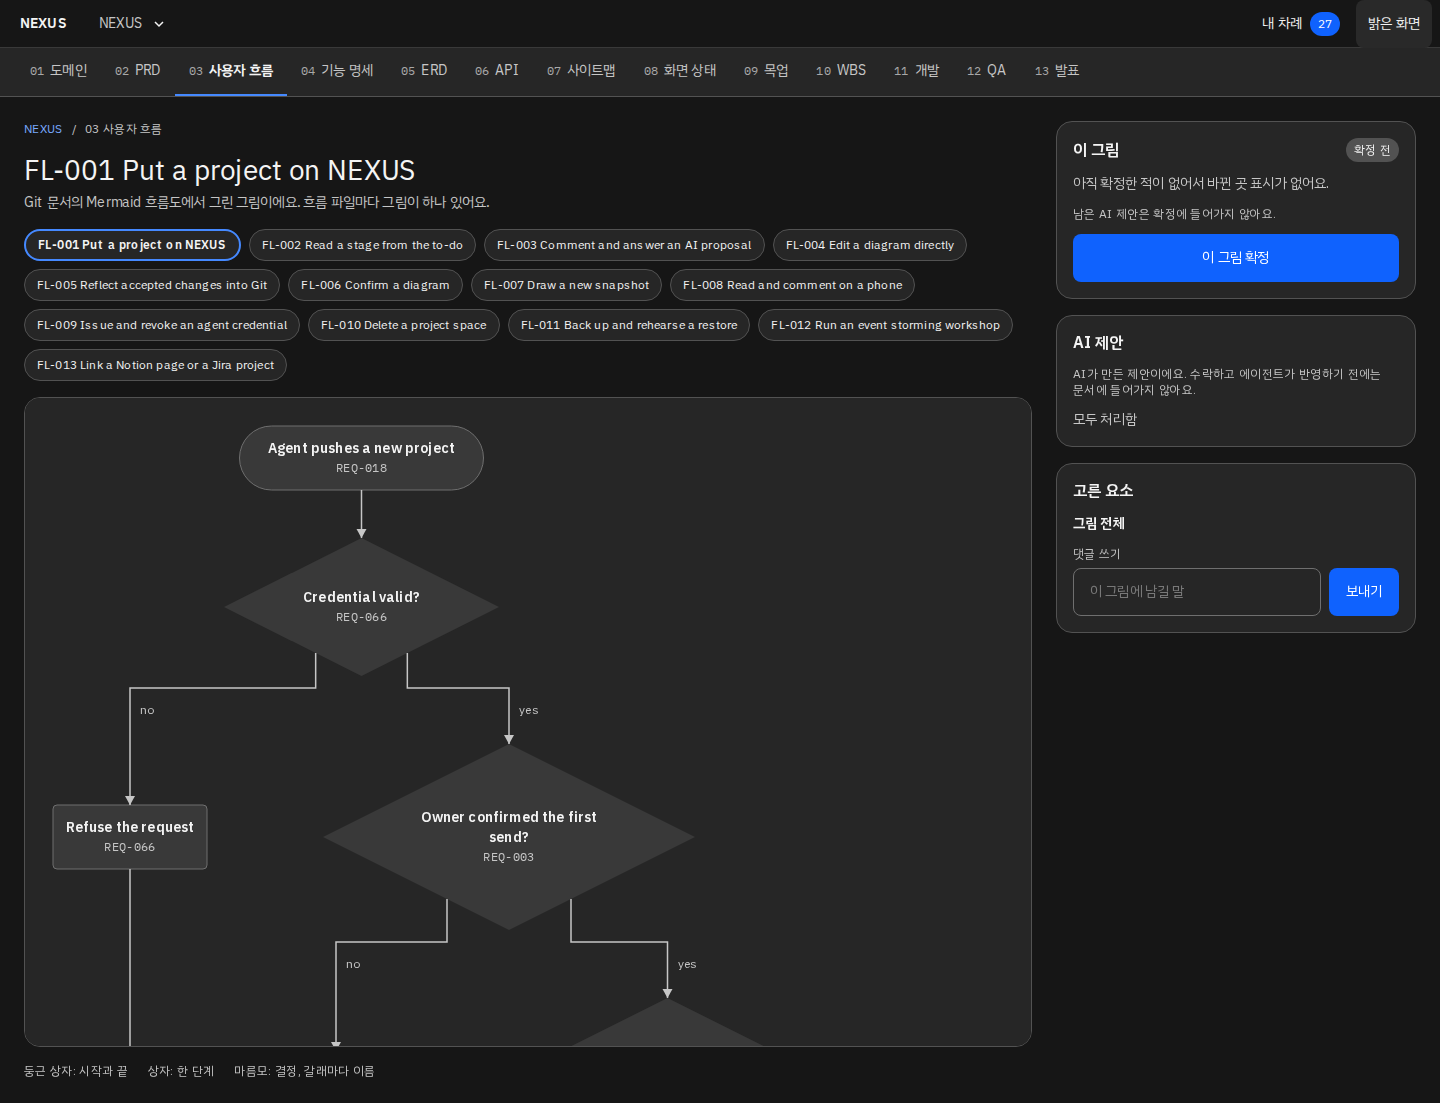 NEXUS NEXUS 내 차례 27 밝은 화면
01 도메인 02 PRD 03 사용자 흐름 04 기능 명세 05 ERD 06 API 07 사이트맵 08 화면 상태 09 목업 10 WBS 11 개발 12 QA 13 발표
NEXUS / 03 사용자 흐름
FL-001 Put a project on NEXUS
Git 문서의 Mermaid 흐름도에서 그린 그림이에요. 흐름 파일마다 그림이 하나 있어요.
FL-001 Put a project on NEXUS FL-002 Read a stage from the to-do FL-003 Comment and answer an AI proposal FL-004 Edit a diagram directly
FL-005 Reflect accepted changes into Git FL-006 Confirm a diagram FL-007 Draw a new snapshot FL-008 Read and comment on a phone
FL-009 Issue and revoke an agent credential FL-010 Delete a project space FL-011 Back up and rehearse a restore FL-012 Run an event storming workshop
FL-013 Link a Notion page or a Jira project
Agent pushes a new project
REQ-018
Credential valid?
REQ-066
no
yes
Owner confirmed the first
send?
REQ-003
Refuse the request
REQ-066
no
yes
둥근 상자: 시작과 끝 상자: 한 단계 마름모: 결정, 갈래마다 이름
이 그림 확정 전
아직 확정한 적이 없어서 바뀐 곳 표시가 없어요.
남은 AI 제안은 확정에 들어가지 않아요.
이 그림 확정
AI 제안
AI가 만든 제안이에요. 수락하고 에이전트가 반영하기 전에는
문서에 들어가지 않아요.
모두 처리함
고른 요소
그림 전체
댓글 쓰기
이 그림에 남길 말 보내기